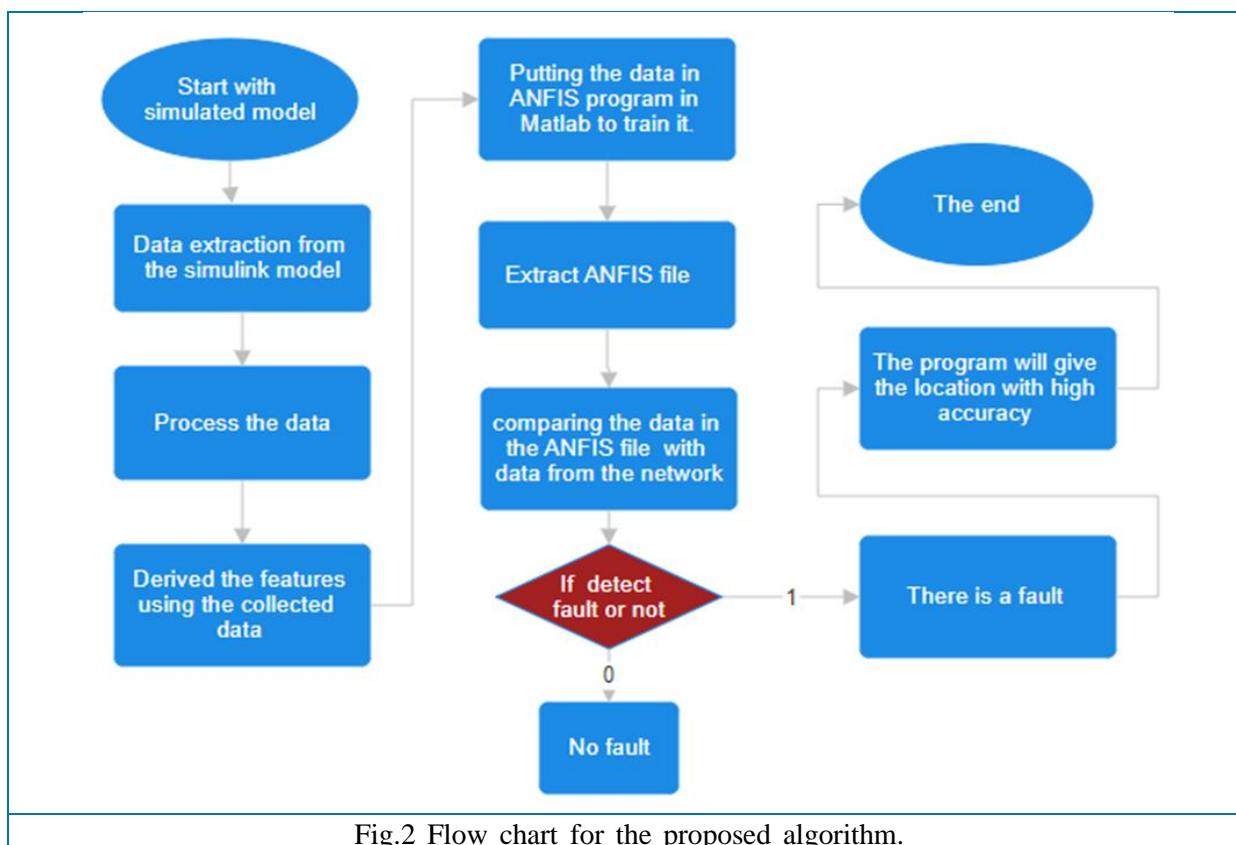 Start with
simulated model
Data extraction from
the simulink model
Process the data
Derived the features
using the collected
data
Putting the data in
ANFIS program in
Matlab to train it.
Extract ANFIS file
comparing the data in
the ANFIS file with
data from the network
If detect
fault or not
0
No fault
1
There is a fault
The program will give
the location with high
accuracy
The end
Fig.2 Flow chart for the proposed algorithm.